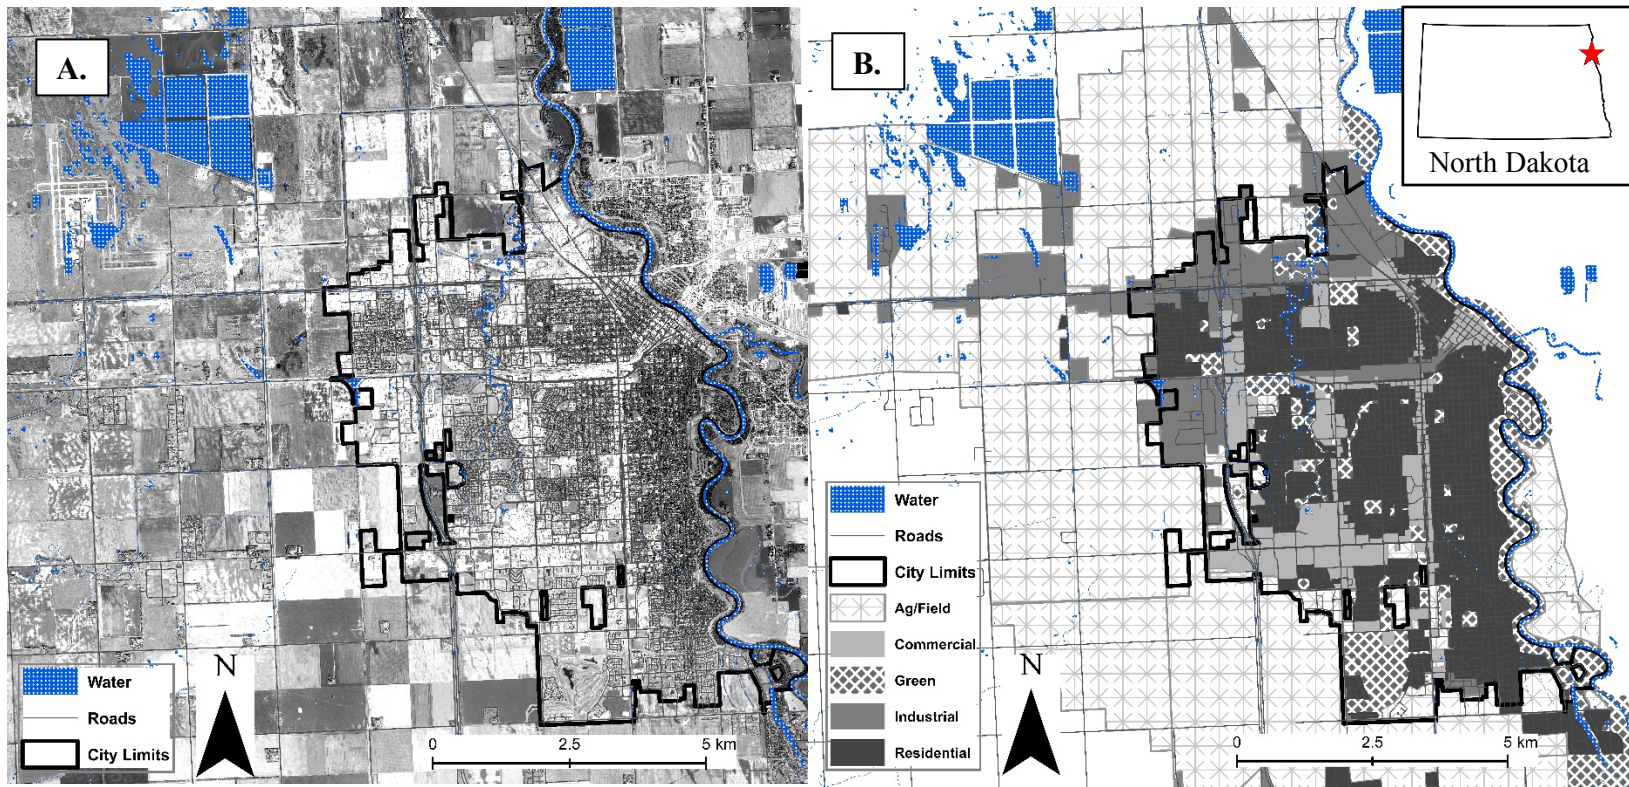 A.
Water
Roads
City Limits
N
0 2.5 5 km
B.
North Dakota
Water
Roads
City Limits
Ag/Field
Commercial
Green
Industrial
Residential
N
0 2.5 5 km